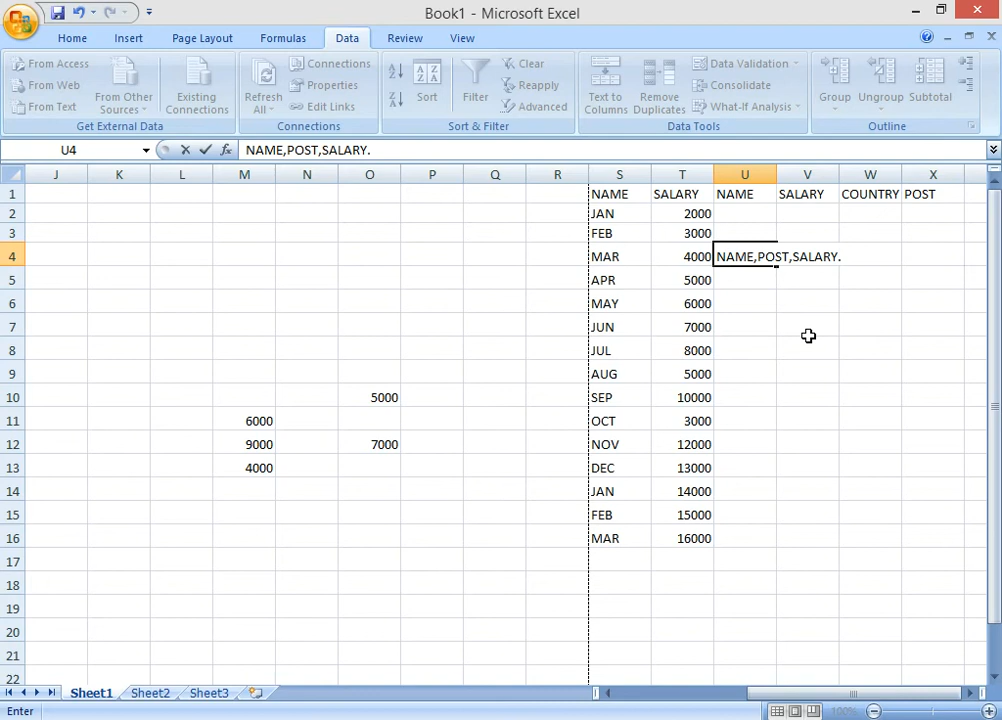 Book1 - Microsoft Excel
Home Insert Page Layout Formulas Data Review View
From Access
From Web
From Text
From Other Sources
Existing Connections
Get External Data
Refresh All
Connections
Properties
Edit Links
Connections
Sort
Filter
Clear
Reapply
Advanced
Sort & Filter
Text to Columns
Remove Duplicates
Data Validation
Consolidate
What-If Analysis
Data Tools
Group
Ungroup
Subtotal
Outline
U4 fx NAME,POST,SALARY.
J K L M N O P Q R S T U V W X
1 NAME SALARY NAME SALARY COUNTRY POST
2 JAN 2000
3 FEB 3000
4 MAR 4000 NAME,POST,SALARY.
5 APR 5000
6 MAY 6000
7 JUN 7000
8 JUL 8000
9 AUG 5000
10 5000 SEP 10000
11 6000 OCT 3000
12 9000 7000 NOV 12000
13 4000 DEC 13000
14 JAN 14000
15 FEB 15000
16 MAR 16000
17
18
19
20
21
22
Sheet1 Sheet2 Sheet3
Enter 100%